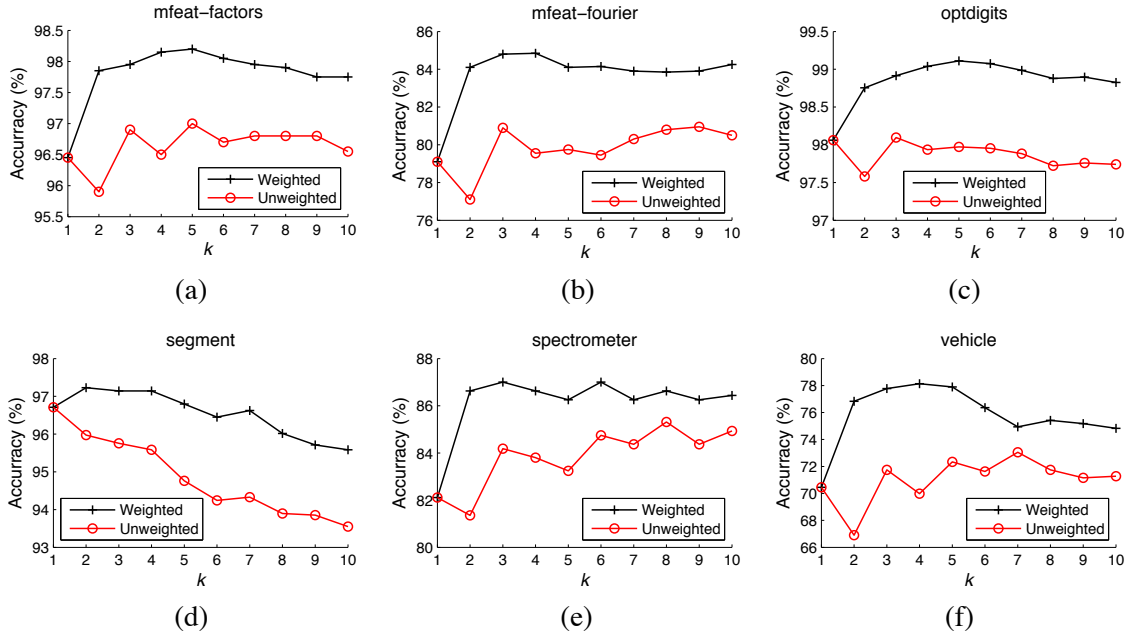 mfeat-factors
98.5
98
97.5
97
96.5
96
95.5
Accurracy (%)
1 2 3 4 5 6 7 8 9 10
k
Weighted
Unweighted
(a)
mfeat-fourier
86
84
82
80
78
76
Accurracy (%)
1 2 3 4 5 6 7 8 9 10
k
Weighted
Unweighted
(b)
optdigits
99.5
99
98.5
98
97.5
97
Accurracy (%)
1 2 3 4 5 6 7 8 9 10
k
Weighted
Unweighted
(c)
segment
98
97
96
95
94
93
Accurracy (%)
1 2 3 4 5 6 7 8 9 10
k
Weighted
Unweighted
(d)
spectrometer
88
86
84
82
80
Accurracy (%)
1 2 3 4 5 6 7 8 9 10
k
Weighted
Unweighted
(e)
vehicle
80
78
76
74
72
70
68
66
Accurracy (%)
1 2 3 4 5 6 7 8 9 10
k
Weighted
Unweighted
(f)